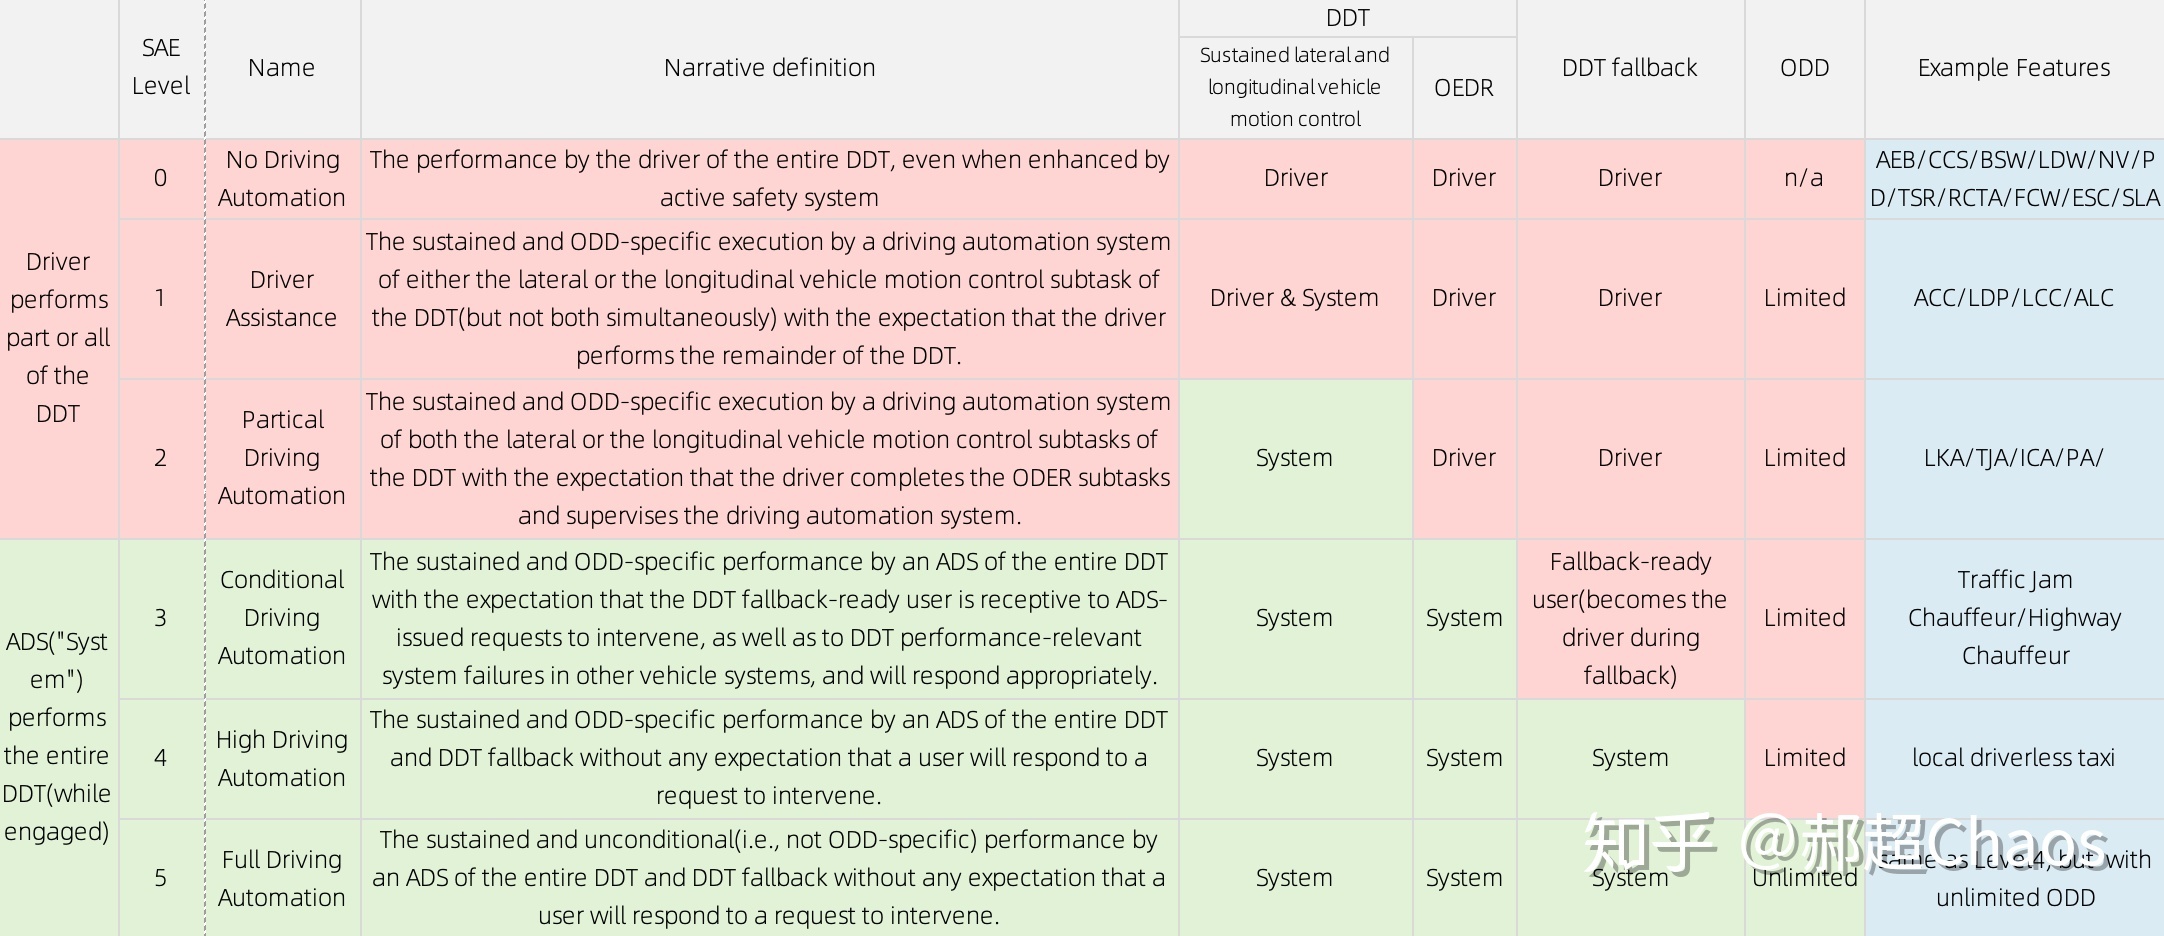 SAE
Level
Name
Narrative definition
DDT
Sustained lateral and
longitudinal vehicle
motion control
OEDR
DDT fallback
ODD
Example Features
Driver
performs
part or all
of the
DDT
0
No Driving
Automation
The performance by the driver of the entire DDT, even when enhanced by
active safety system
Driver
Driver
Driver
n/a
AEB/CCS/BSW/LDW/NV/P
D/TSR/RCTA/FCW/ESC/SLA
1
Driver
Assistance
The sustained and ODD-specific execution by a driving automation system
of either the lateral or the longitudinal vehicle motion control subtask of
the DDT(but not both simultaneously) with the expectation that the driver
performs the remainder of the DDT.
Driver & System
Driver
Driver
Limited
ACC/LDP/LCC/ALC
2
Partical
Driving
Automation
The sustained and ODD-specific execution by a driving automation system
of both the lateral or the longitudinal vehicle motion control subtasks of
the DDT with the expectation that the driver completes the ODER subtasks
and supervises the driving automation system.
System
Driver
Driver
Limited
LKA/TJA/ICA/PA/
ADS("Syst
em")
performs
the entire
DDT(while
engaged)
3
Conditional
Driving
Automation
The sustained and ODD-specific performance by an ADS of the entire DDT
with the expectation that the DDT fallback-ready user is receptive to ADS-
issued requests to intervene, as well as to DDT performance-relevant
system failures in other vehicle systems, and will respond appropriately.
System
System
Fallback-ready
user(becomes the
driver during
fallback)
Limited
Traffic Jam
Chauffeur/Highway
Chauffeur
4
High Driving
Automation
The sustained and ODD-specific performance by an ADS of the entire DDT
and DDT fallback without any expectation that a user will respond to a
request to intervene.
System
System
System
Limited
local driverless taxi
5
Full Driving
Automation
The sustained and unconditional(i.e., not ODD-specific) performance by
an ADS of the entire DDT and DDT fallback without any expectation that a
user will respond to a request to intervene.
System
System
System
Unlimited
same as Level4, but with
unlimited ODD
知乎 @郝超Chaos